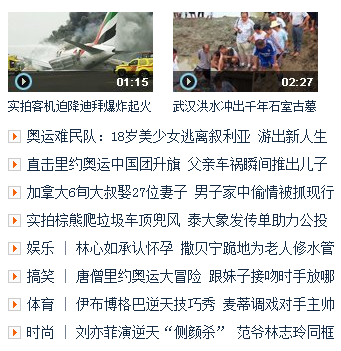 01:15
02:27
实拍客机迫降迪拜爆炸起火
武汉洪水冲出千年石室古墓
奥运难民队：18岁美少女逃离叙利亚 游出新人生
直击里约奥运中国团升旗 父亲车祸瞬间推出儿子
加拿大6旬大叔娶27位妻子 男子家中偷情被抓现行
实拍棕熊爬垃圾车顶兜风 泰大象发传单助力公投
娱乐 | 林心如承认怀孕 撒贝宁跪地为老人修水管
搞笑 | 唐僧里约奥运大冒险 跟妹子接吻时手放哪
体育 | 伊布博格巴逆天技巧秀 麦蒂调戏对手主帅
时尚 | 刘亦菲演逆天“侧颜杀” 范爷林志玲同框